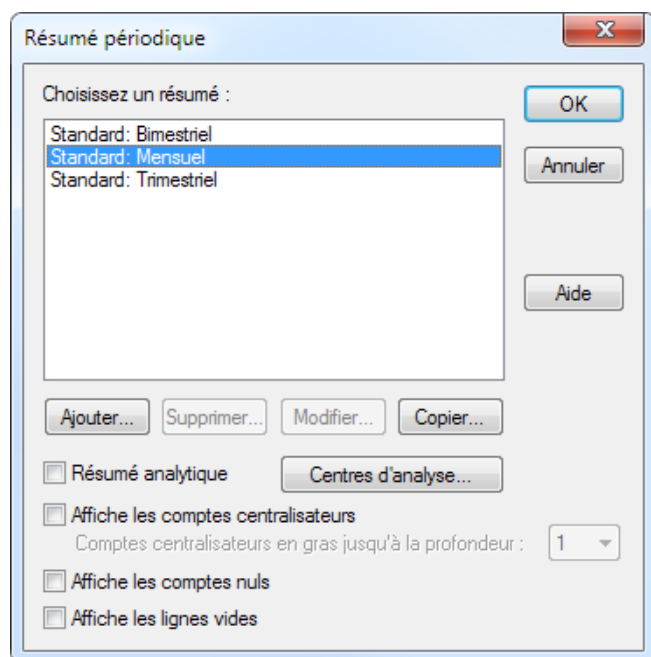 Résumé périodique
Choisissez un résumé :
OK
Standard: Bimestriel
Standard: Mensuel
Annuler
Standard: Trimestriel
Aide
Ajouter... Supprimer... Modifier... Copier...
Résumé analytique Centres d'analyse...
Affiche les comptes centralisateurs
Comptes centralisateurs en gras jusqu'à la profondeur : 1
Affiche les comptes nuls
Affiche les lignes vides